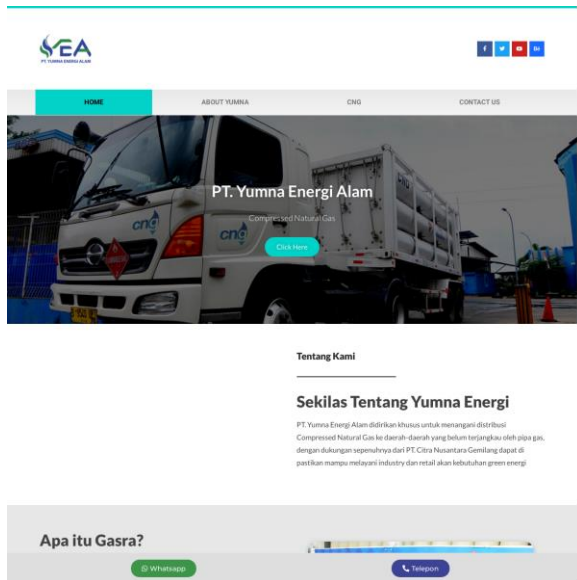 YEA
PT. YUMNA ENERGI ALAM
HOME
ABOUT YUMNA
CNG
CONTACT US
PT. Yumna Energi Alam
Compressed Natural Gas
Click Here
cng
cng
Tentang Kami
Sekilas Tentang Yumna Energi
PT. Yumna Energi Alam didirikan khusus untuk menangani distribusi
Compressed Natural Gas ke daerah-daerah yang belum terjangkau oleh pipa gas,
dengan dukungan sepenuhnya dari PT. Citra Nusantara Gemilang dapat di
pastikan mampu melayani industry dan retail akan kebutuhan green energi
Apa itu Gasra?
Whatsapp
Telepon